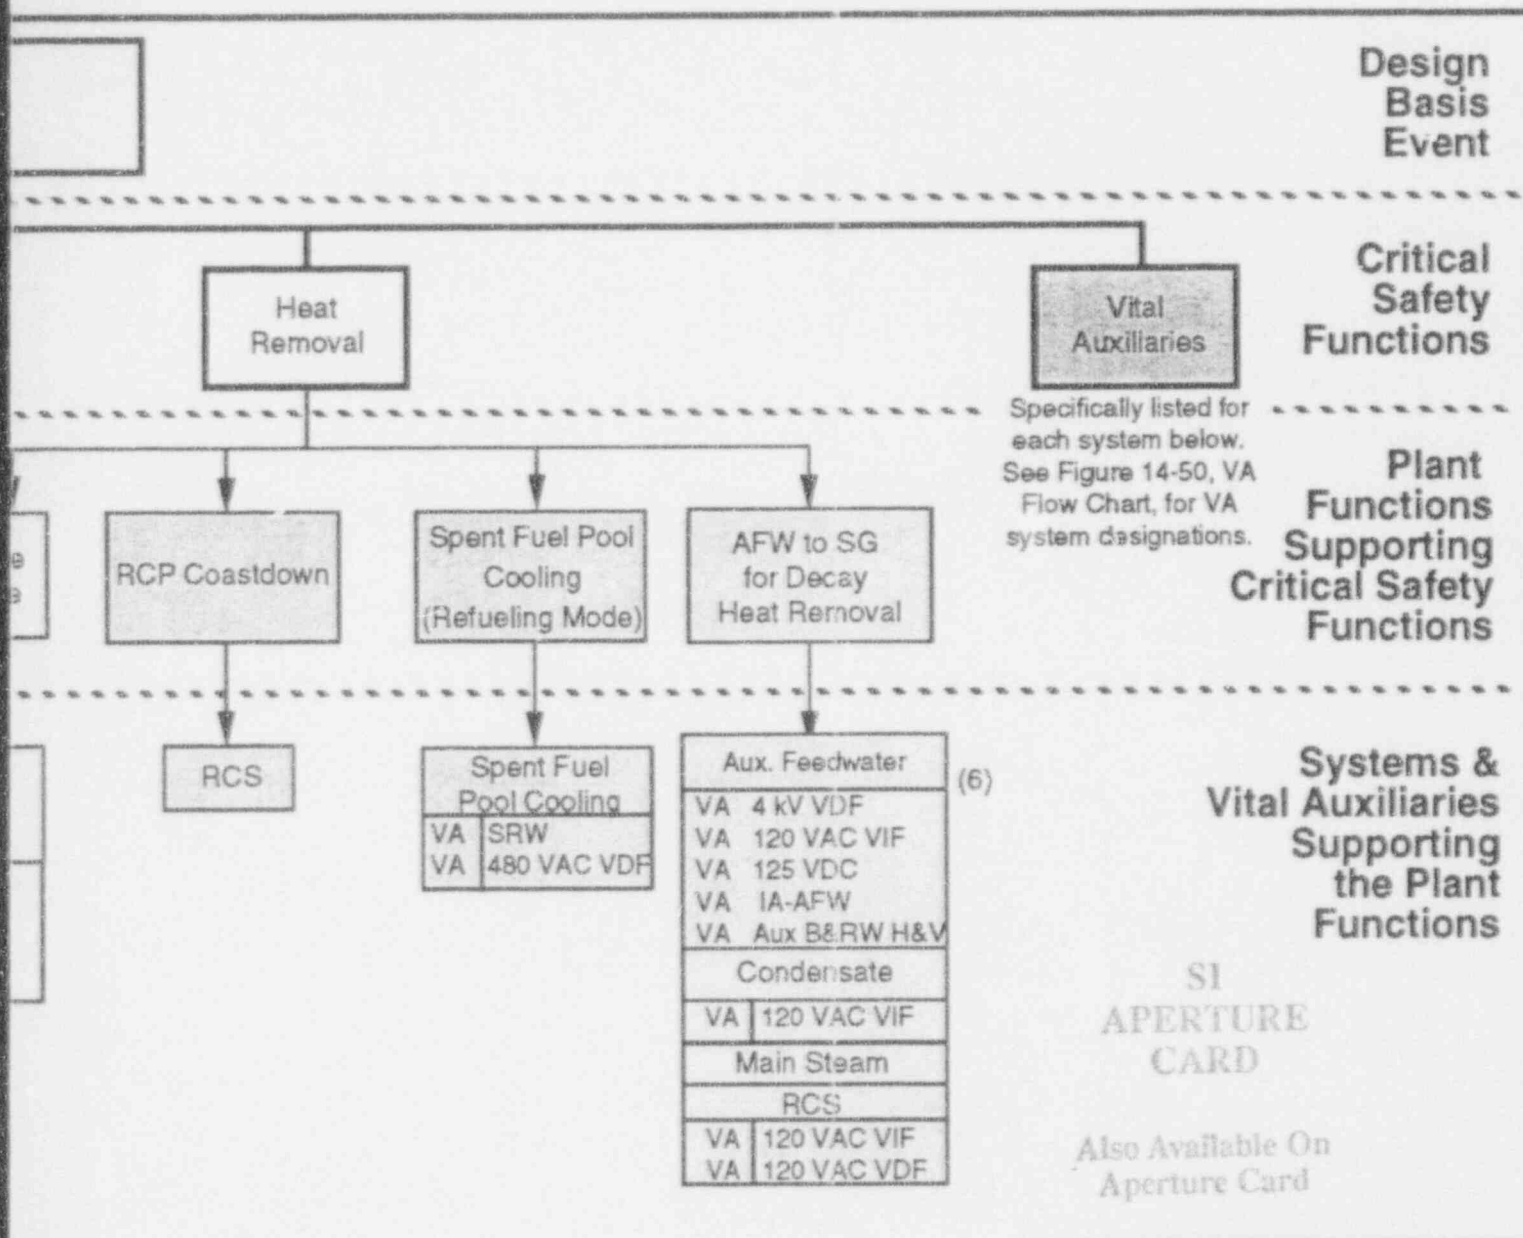 Design
Basis
Event
Critical
Safety
Functions
Heat
Removal
Vital
Auxiliaries
Specifically listed for
each system below.
See Figure 14-50, VA
Flow Chart, for VA
system designations.
Plant
Functions
Supporting
Critical Safety
Functions
RCP Coastdown
Spent Fuel Pool
Cooling
(Refueling Mode)
AFW to SG
for Decay
Heat Removal
Systems &
Vital Auxiliaries
Supporting
the Plant
Functions
RCS
Spent Fuel
Pool Cooling
VA SRW
VA 480 VAC VDF
Aux. Feedwater
(6)
VA 4 kV VDF
VA 120 VAC VIF
VA 125 VDC
VA IA-AFW
VA Aux B&RW H&V
Condensate
VA 120 VAC VIF
Main Steam
RCS
VA 120 VAC VIF
VA 120 VAC VDF
SI
APERTURE
CARD
Also Available On
Aperture Card